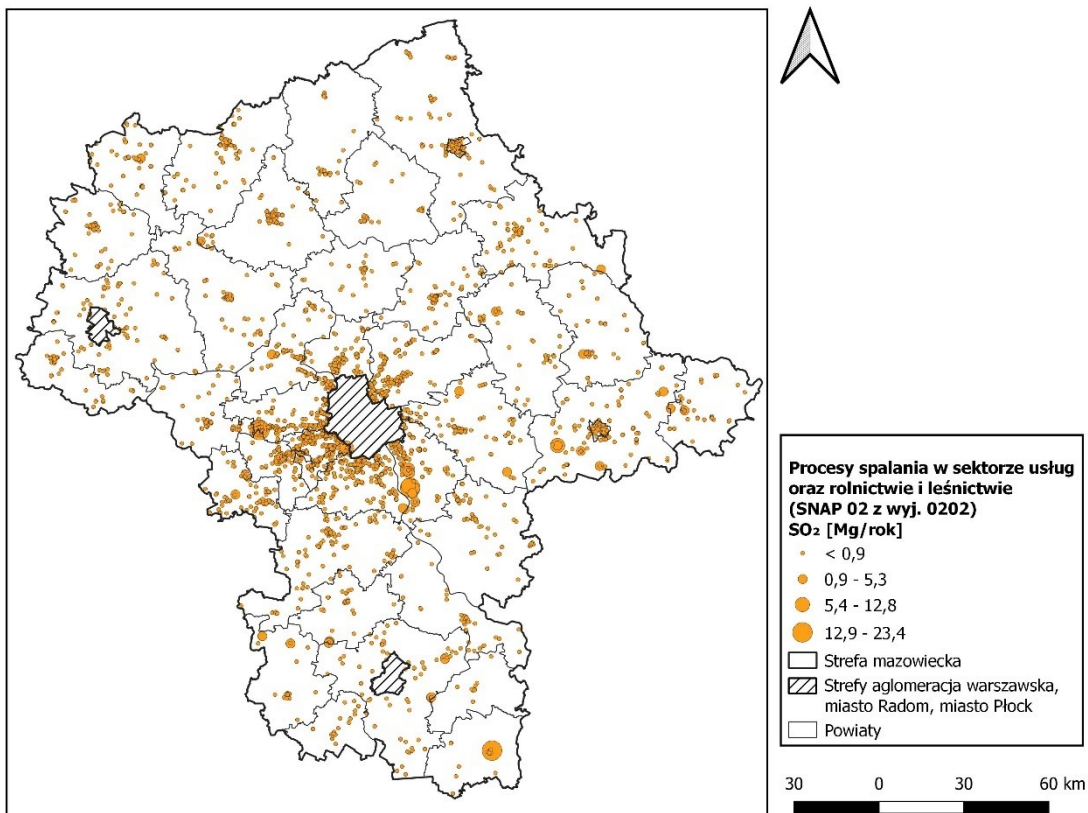 Procesy spalania w sektorze usług
oraz rolnictwie i leśnictwie
(SNAP 02 z wyj. 0202)
SO₂ [Mg/rok]
< 0,9
0,9 - 5,3
5,4 - 12,8
12,9 - 23,4
Strefa mazowiecka
Strefy aglomeracja warszawska,
miasto Radom, miasto Płock
Powiaty
30 0 30 60 km